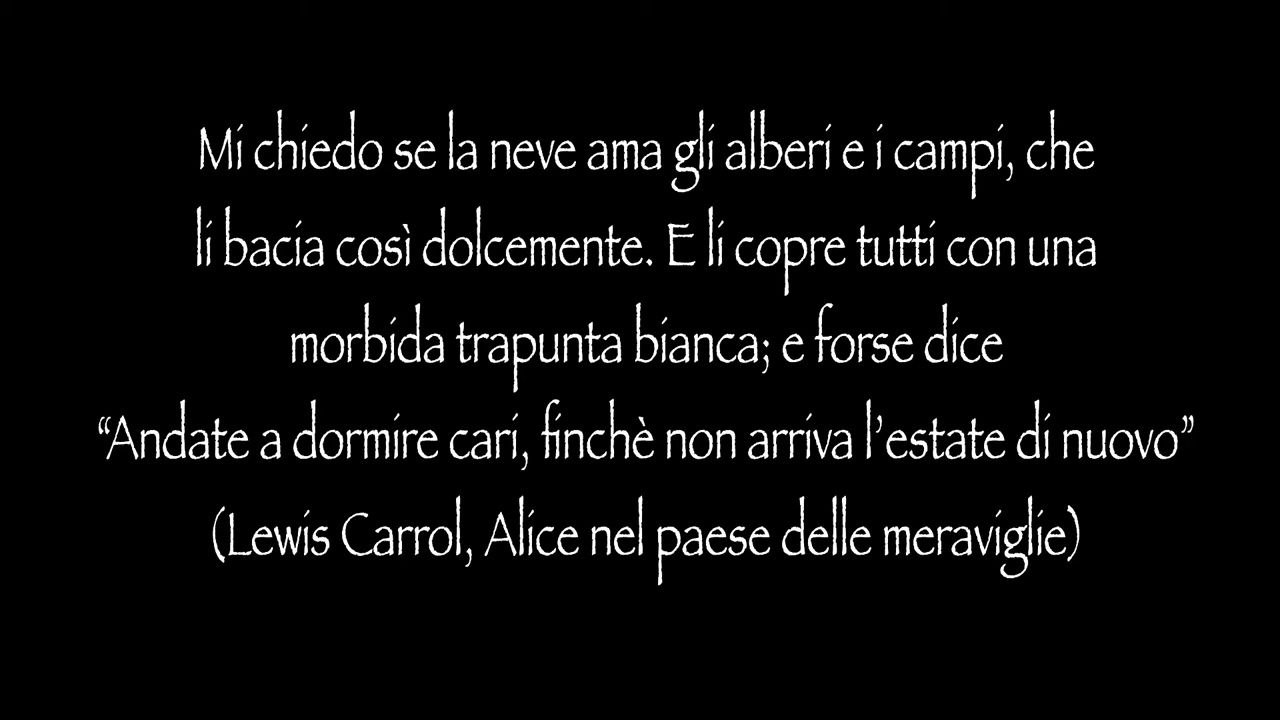 Mi chiedo se la neve ama gli alberi e i campi, che
li bacia così dolcemente. E li copre tutti con una
morbida trapunta bianca; e forse dice
“Andate a dormire cari, finchè non arriva l’estate di nuovo”
(Lewis Carrol, Alice nel paese delle meraviglie)